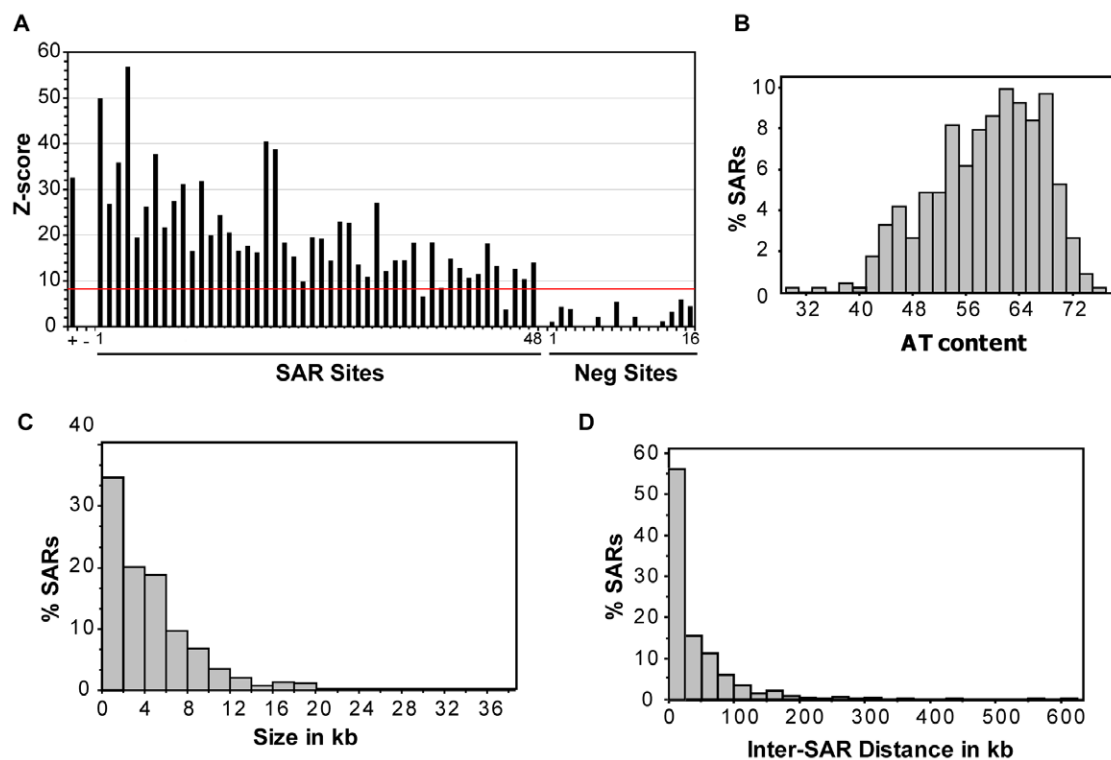 A
Z-score
60
50
40
30
20
10
0
+ - 1 48 1 16
SAR Sites Neg Sites
B
% SARs
10
8
6
4
2
0
32 40 48 56 64 72
AT content
C
% SARs
40
30
20
10
0
0 4 8 12 16 20 24 28 32 36
Size in kb
D
% SARs
60
50
40
30
20
10
0
0 100 200 300 400 500 600
Inter-SAR Distance in kb